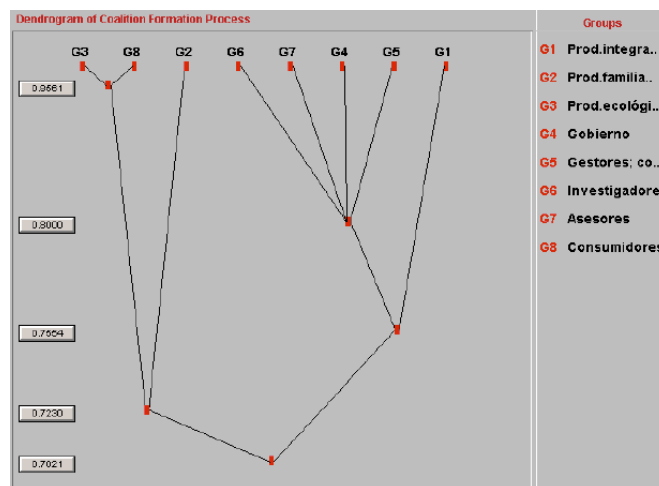 Dendrogram of Coalition Formation Process
Groups
G3 G8 G2 G6 G7 G4 G5 G1
0.9561
0.8000
0.7554
0.7230
0.7021
G1 Prod.integra..
G2 Prod.familia..
G3 Prod.ecológi..
G4 Gobierno
G5 Gestores; co..
G6 Investigadore
G7 Asesores
G8 Consumidores